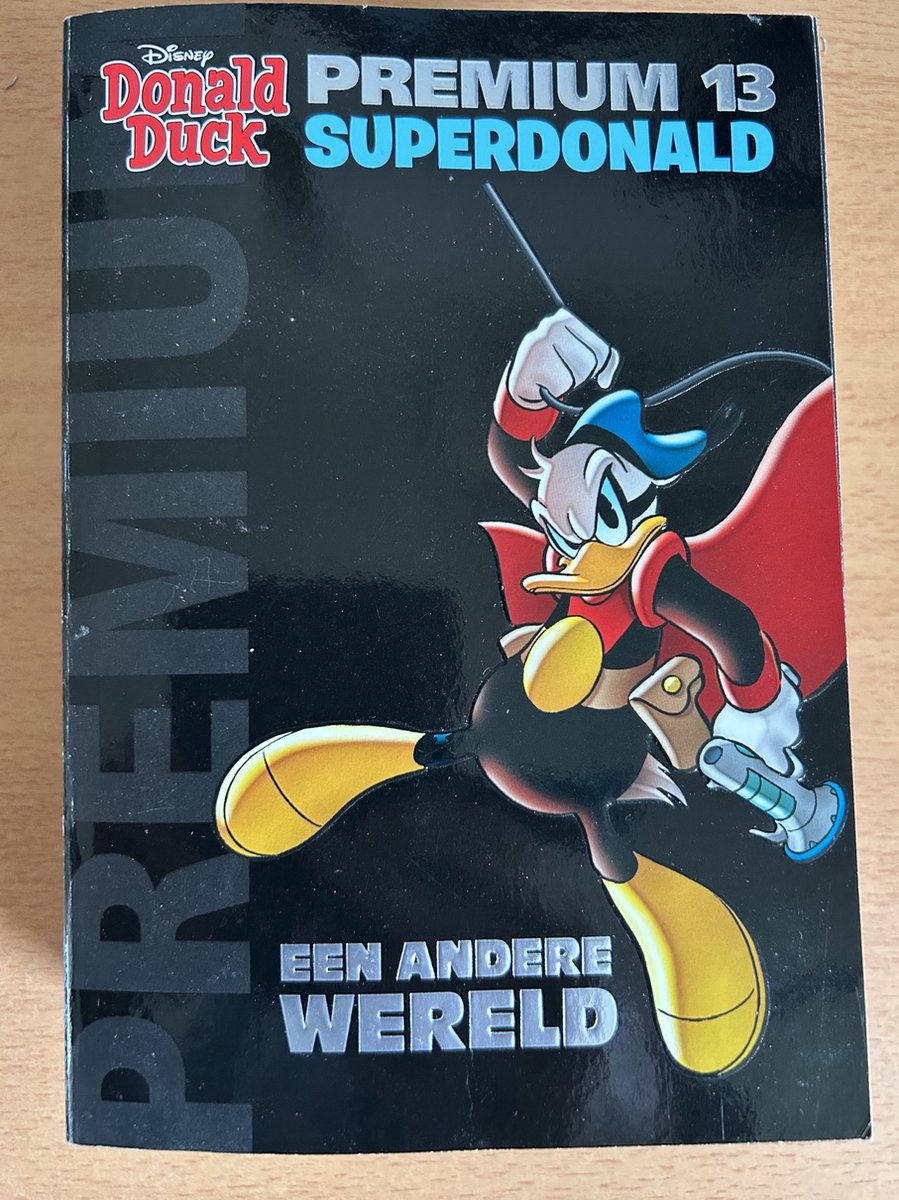 Disney
Donald
Duck
PREMIUM 13
SUPERDONALD
PREMIUM
EEN ANDERE
WERELD